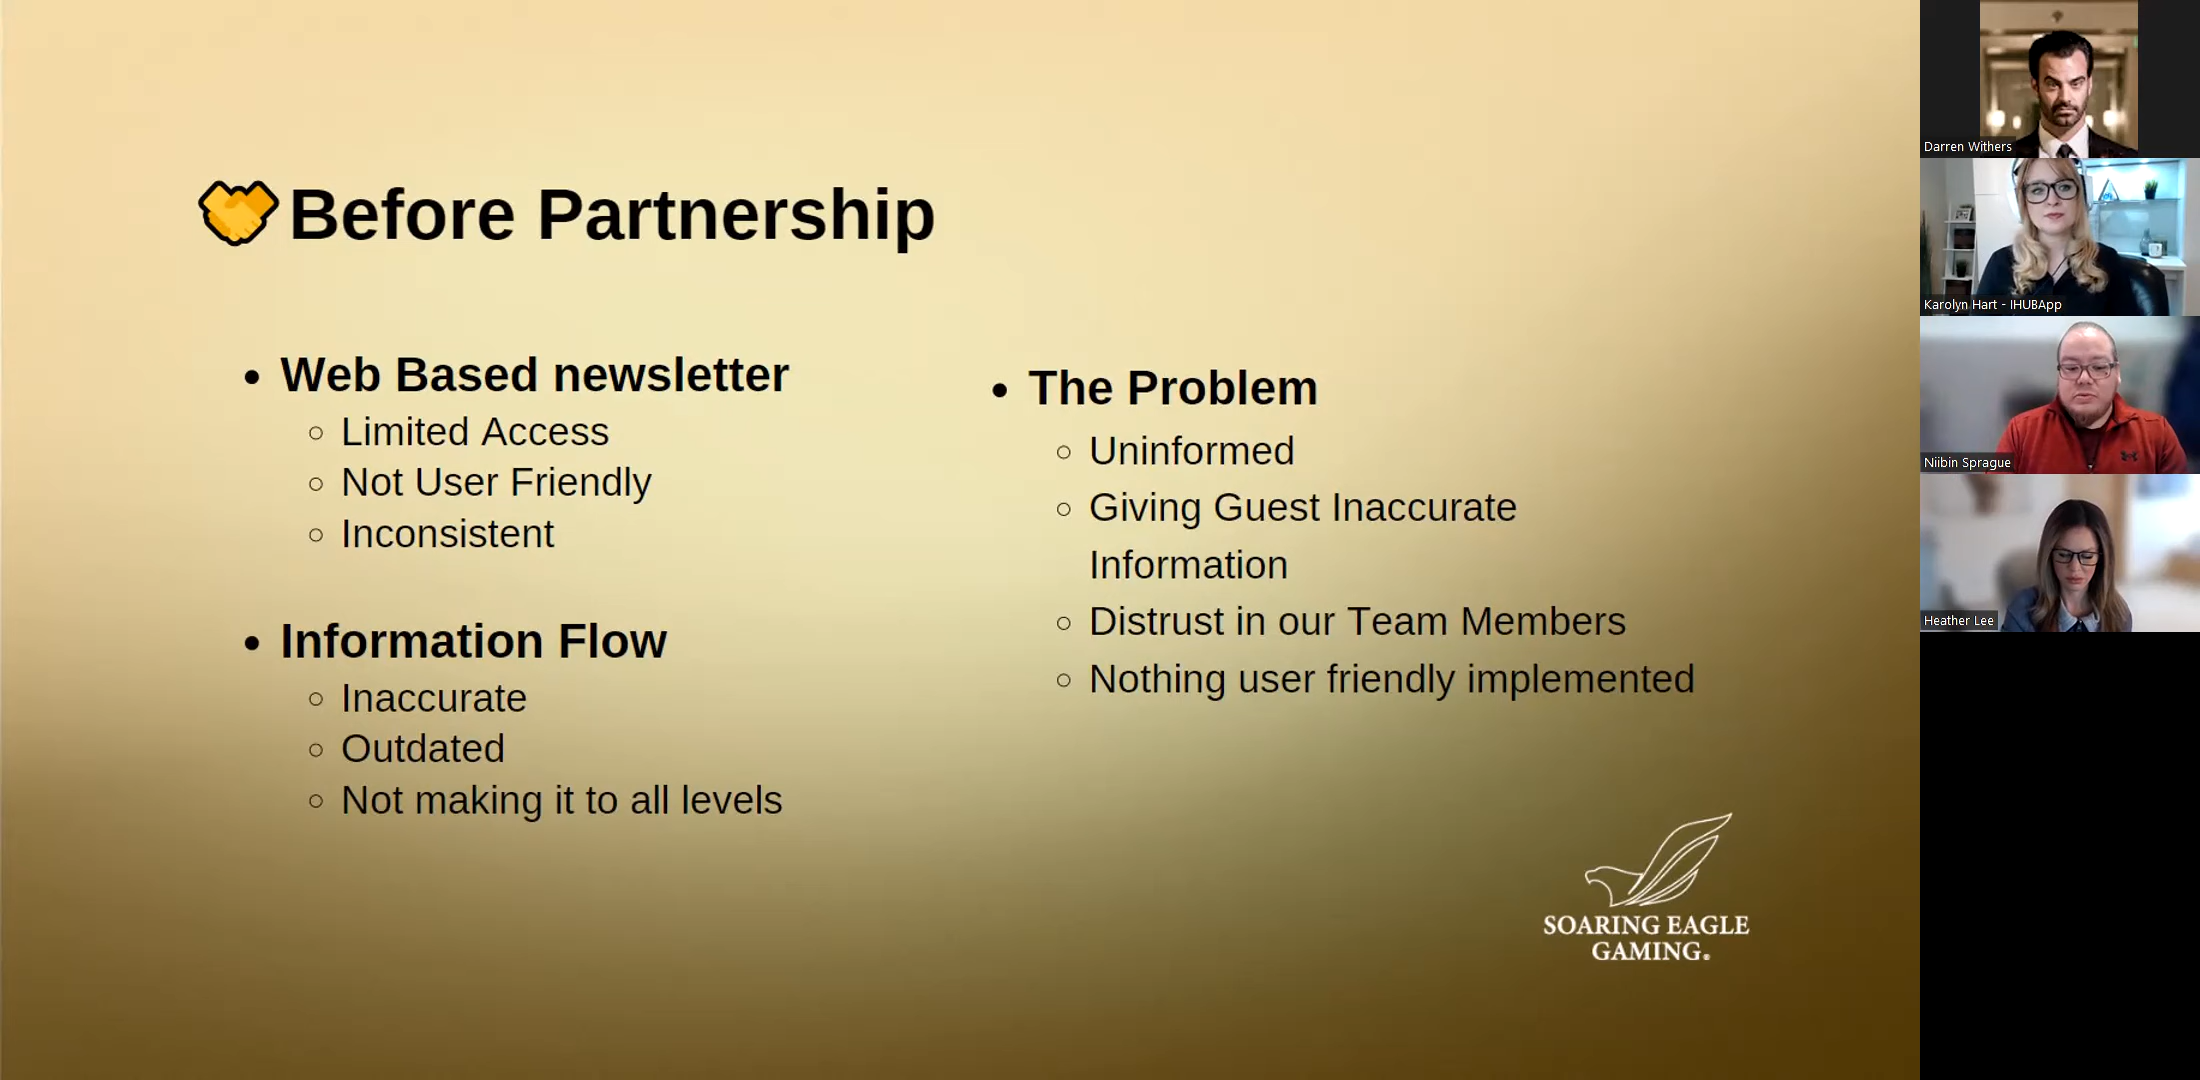 Before Partnership
Web Based newsletter
Limited Access
Not User Friendly
Inconsistent
Information Flow
Inaccurate
Outdated
Not making it to all levels
The Problem
Uninformed
Giving Guest Inaccurate
Information
Distrust in our Team Members
Nothing user friendly implemented
SOARING EAGLE
GAMING®
Darren Withers
Karolyn Hart - IHUBApp
Niibin Sprague
Heather Lee